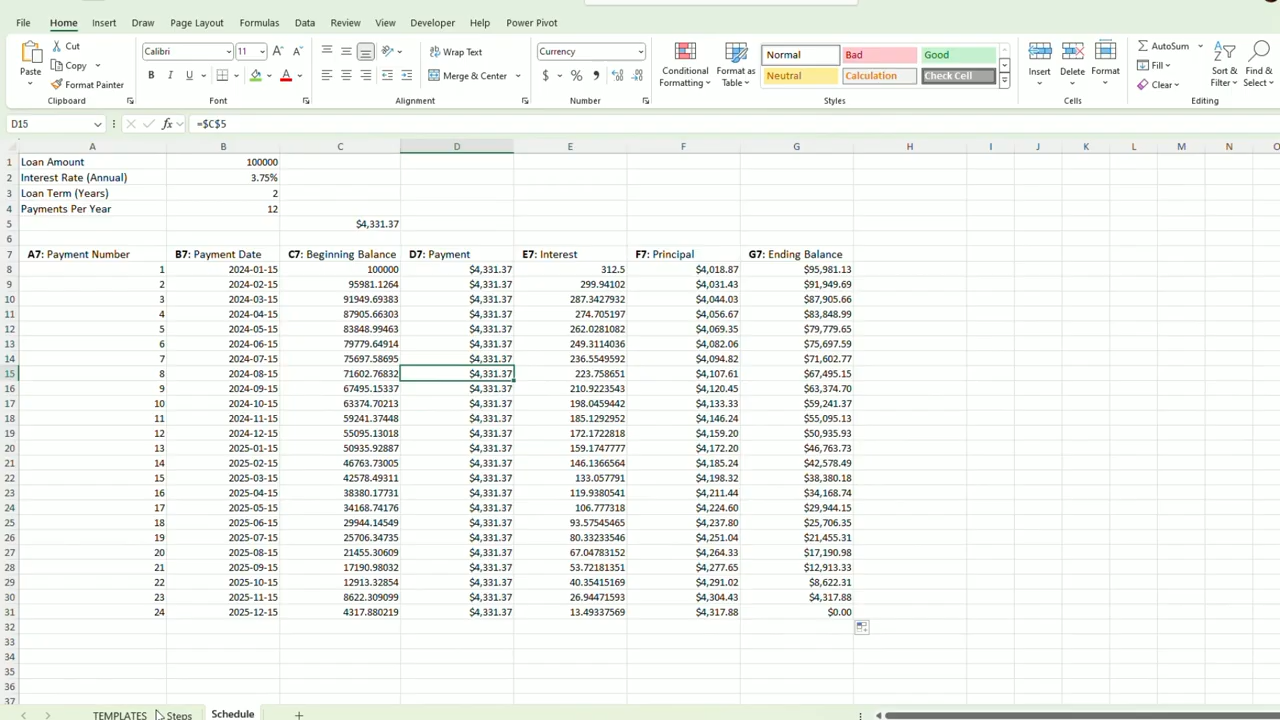 File Home Insert Draw Page Layout Formulas Data Review View Developer Help Power Pivot
Paste Cut Copy Format Painter Clipboard
Calibri 11 A A B I U A Font
Wrap Text Merge & Center Alignment
Currency $ % , Number
Conditional Formatting Format as Table Normal Bad Good Neutral Calculation Check Cell Styles
Insert Delete Format Cells
AutoSum Fill Clear Sort & Filter Find & Select Editing
D15 fx =$C$5
A B C D E F G H I J K L M N O
1 Loan Amount 100000
2 Interest Rate (Annual) 3.75%
3 Loan Term (Years) 2
4 Payments Per Year 12
5 $4,331.37
6
7 A7: Payment Number B7: Payment Date C7: Beginning Balance D7: Payment E7: Interest F7: Principal G7: Ending Balance
8 1 2024-01-15 100000 $4,331.37 312.5 $4,018.87 $95,981.13
9 2 2024-02-15 95981.1264 $4,331.37 299.94102 $4,031.43 $91,949.69
10 3 2024-03-15 91949.69383 $4,331.37 287.3427932 $4,044.03 $87,905.66
11 4 2024-04-15 87905.66303 $4,331.37 274.705197 $4,056.67 $83,848.99
12 5 2024-05-15 83848.99463 $4,331.37 262.0281082 $4,069.35 $79,779.65
13 6 2024-06-15 79779.64914 $4,331.37 249.3114036 $4,082.06 $75,697.59
14 7 2024-07-15 75697.58695 $4,331.37 236.5549592 $4,094.82 $71,602.77
15 8 2024-08-15 71602.76832 $4,331.37 223.758651 $4,107.61 $67,495.15
16 9 2024-09-15 67495.15337 $4,331.37 210.9223543 $4,120.45 $63,374.70
17 10 2024-10-15 63374.70213 $4,331.37 198.0459442 $4,133.33 $59,241.37
18 11 2024-11-15 59241.37448 $4,331.37 185.1292952 $4,146.24 $55,095.13
19 12 2024-12-15 55095.13018 $4,331.37 172.1722818 $4,159.20 $50,935.93
20 13 2025-01-15 50935.92887 $4,331.37 159.1747777 $4,172.20 $46,763.73
21 14 2025-02-15 46763.73005 $4,331.37 146.1366564 $4,185.24 $42,578.49
22 15 2025-03-15 42578.49311 $4,331.37 133.057791 $4,198.32 $38,380.18
23 16 2025-04-15 38380.17731 $4,331.37 119.9380541 $4,211.44 $34,168.74
24 17 2025-05-15 34168.74176 $4,331.37 106.777318 $4,224.60 $29,944.15
25 18 2025-06-15 29944.14549 $4,331.37 93.57545465 $4,237.80 $25,706.35
26 19 2025-07-15 25706.34735 $4,331.37 80.33233546 $4,251.04 $21,455.31
27 20 2025-08-15 21455.30609 $4,331.37 67.04783152 $4,264.33 $17,190.98
28 21 2025-09-15 17190.98032 $4,331.37 53.72181351 $4,277.65 $12,913.33
29 22 2025-10-15 12913.32854 $4,331.37 40.35415169 $4,291.02 $8,622.31
30 23 2025-11-15 8622.309099 $4,331.37 26.94471593 $4,304.43 $4,317.88
31 24 2025-12-15 4317.880219 $4,331.37 13.49337569 $4,317.88 $0.00
32
33
34
35
36
37
TEMPLATES Steps Schedule +